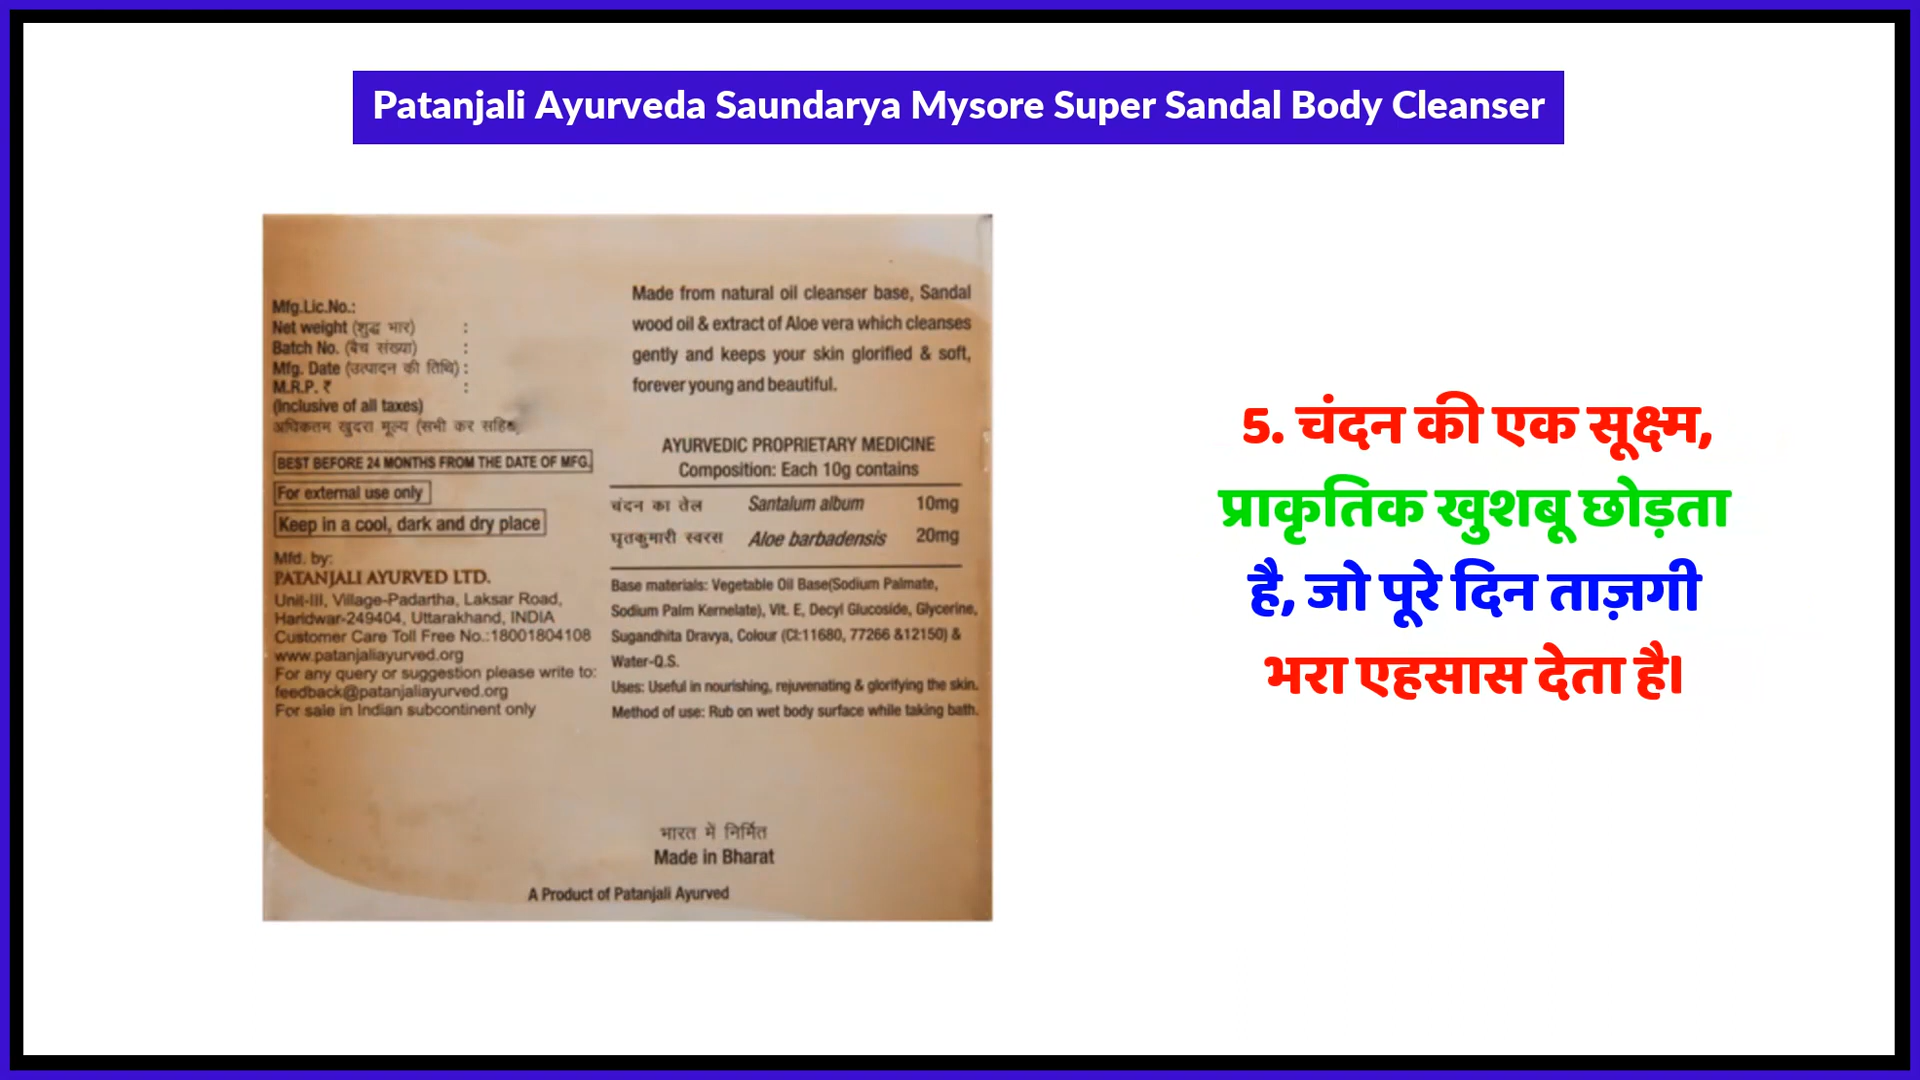 Patanjali Ayurveda Saundarya Mysore Super Sandal Body Cleanser
Mfg.Lic.No.:
Net weight (शुद्ध भार) :
Batch No. (बैच संख्या) :
Mfg. Date (उत्पादन की तिथि) :
M.R.P. ₹ :
(Inclusive of all taxes)
अधिकतम खुदरा मूल्य (सभी कर सहित)
BEST BEFORE 24 MONTHS FROM THE DATE OF MFG.
For external use only
Keep in a cool, dark and dry place
Mfd. by:
PATANJALI AYURVED LTD.
Unit-III, Village-Padartha, Laksar Road,
Haridwar-249404, Uttarakhand, INDIA
Customer Care Toll Free No.:18001804108
www.patanjaliayurved.org
For any query or suggestion please write to:
feedback@patanjaliayurved.org
For sale in Indian subcontinent only
Made from natural oil cleanser base, Sandal
wood oil & extract of Aloe vera which cleanses
gently and keeps your skin glorified & soft,
forever young and beautiful.
AYURVEDIC PROPRIETARY MEDICINE
Composition: Each 10g contains
चंदन का तेल Santalum album 10mg
घृतकुमारी स्वरस Aloe barbadensis 20mg
Base materials: Vegetable Oil Base(Sodium Palmate,
Sodium Palm Kernelate), Vit. E, Decyl Glucoside, Glycerine,
Sugandhita Dravya, Colour (CI:11680, 77266 &12150) &
Water-Q.S.
Uses: Useful in nourishing, rejuvenating & glorifying the skin.
Method of use: Rub on wet body surface while taking bath.
भारत में निर्मित
Made in Bharat
A Product of Patanjali Ayurved
5. चंदन की एक सूक्ष्म,
प्राकृतिक खुशबू छोड़ता
है, जो पूरे दिन ताज़गी
भरा एहसास देता है।